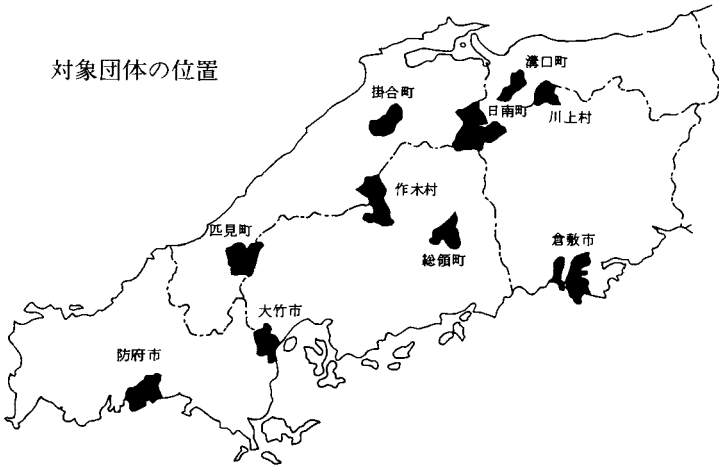 対象団体の位置
溝口町
掛合町
日南町
川上村
作木村
匹見町
総領町
倉敷市
大竹市
防府市